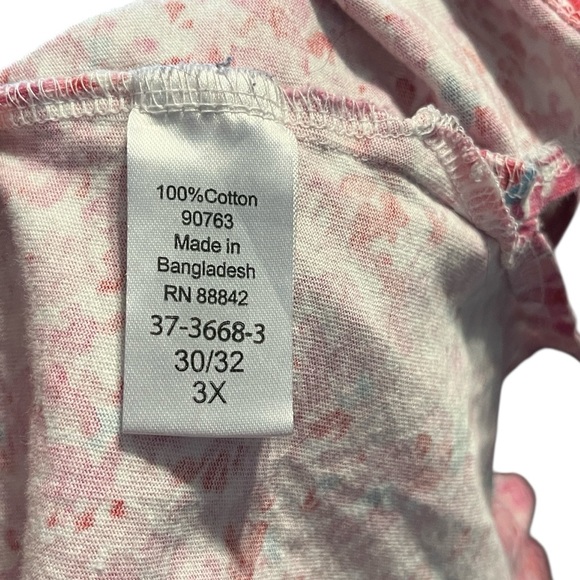 100%Cotton
90763
Made in
Bangladesh
RN 88842
37-3668-3
30/32
3X